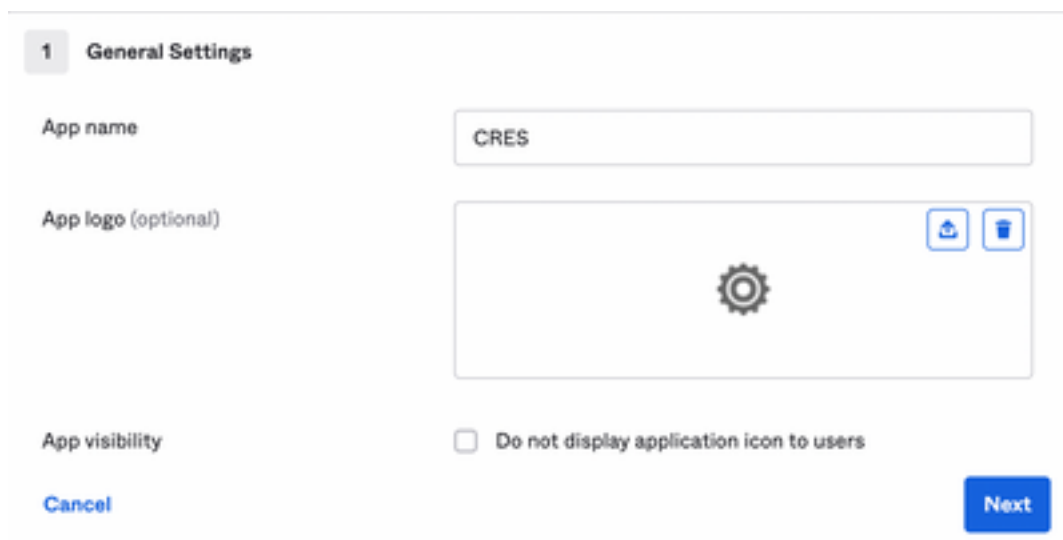 1 General Settings
App name
CRES
App logo (optional)
App visibility
Do not display application icon to users
Cancel
Next